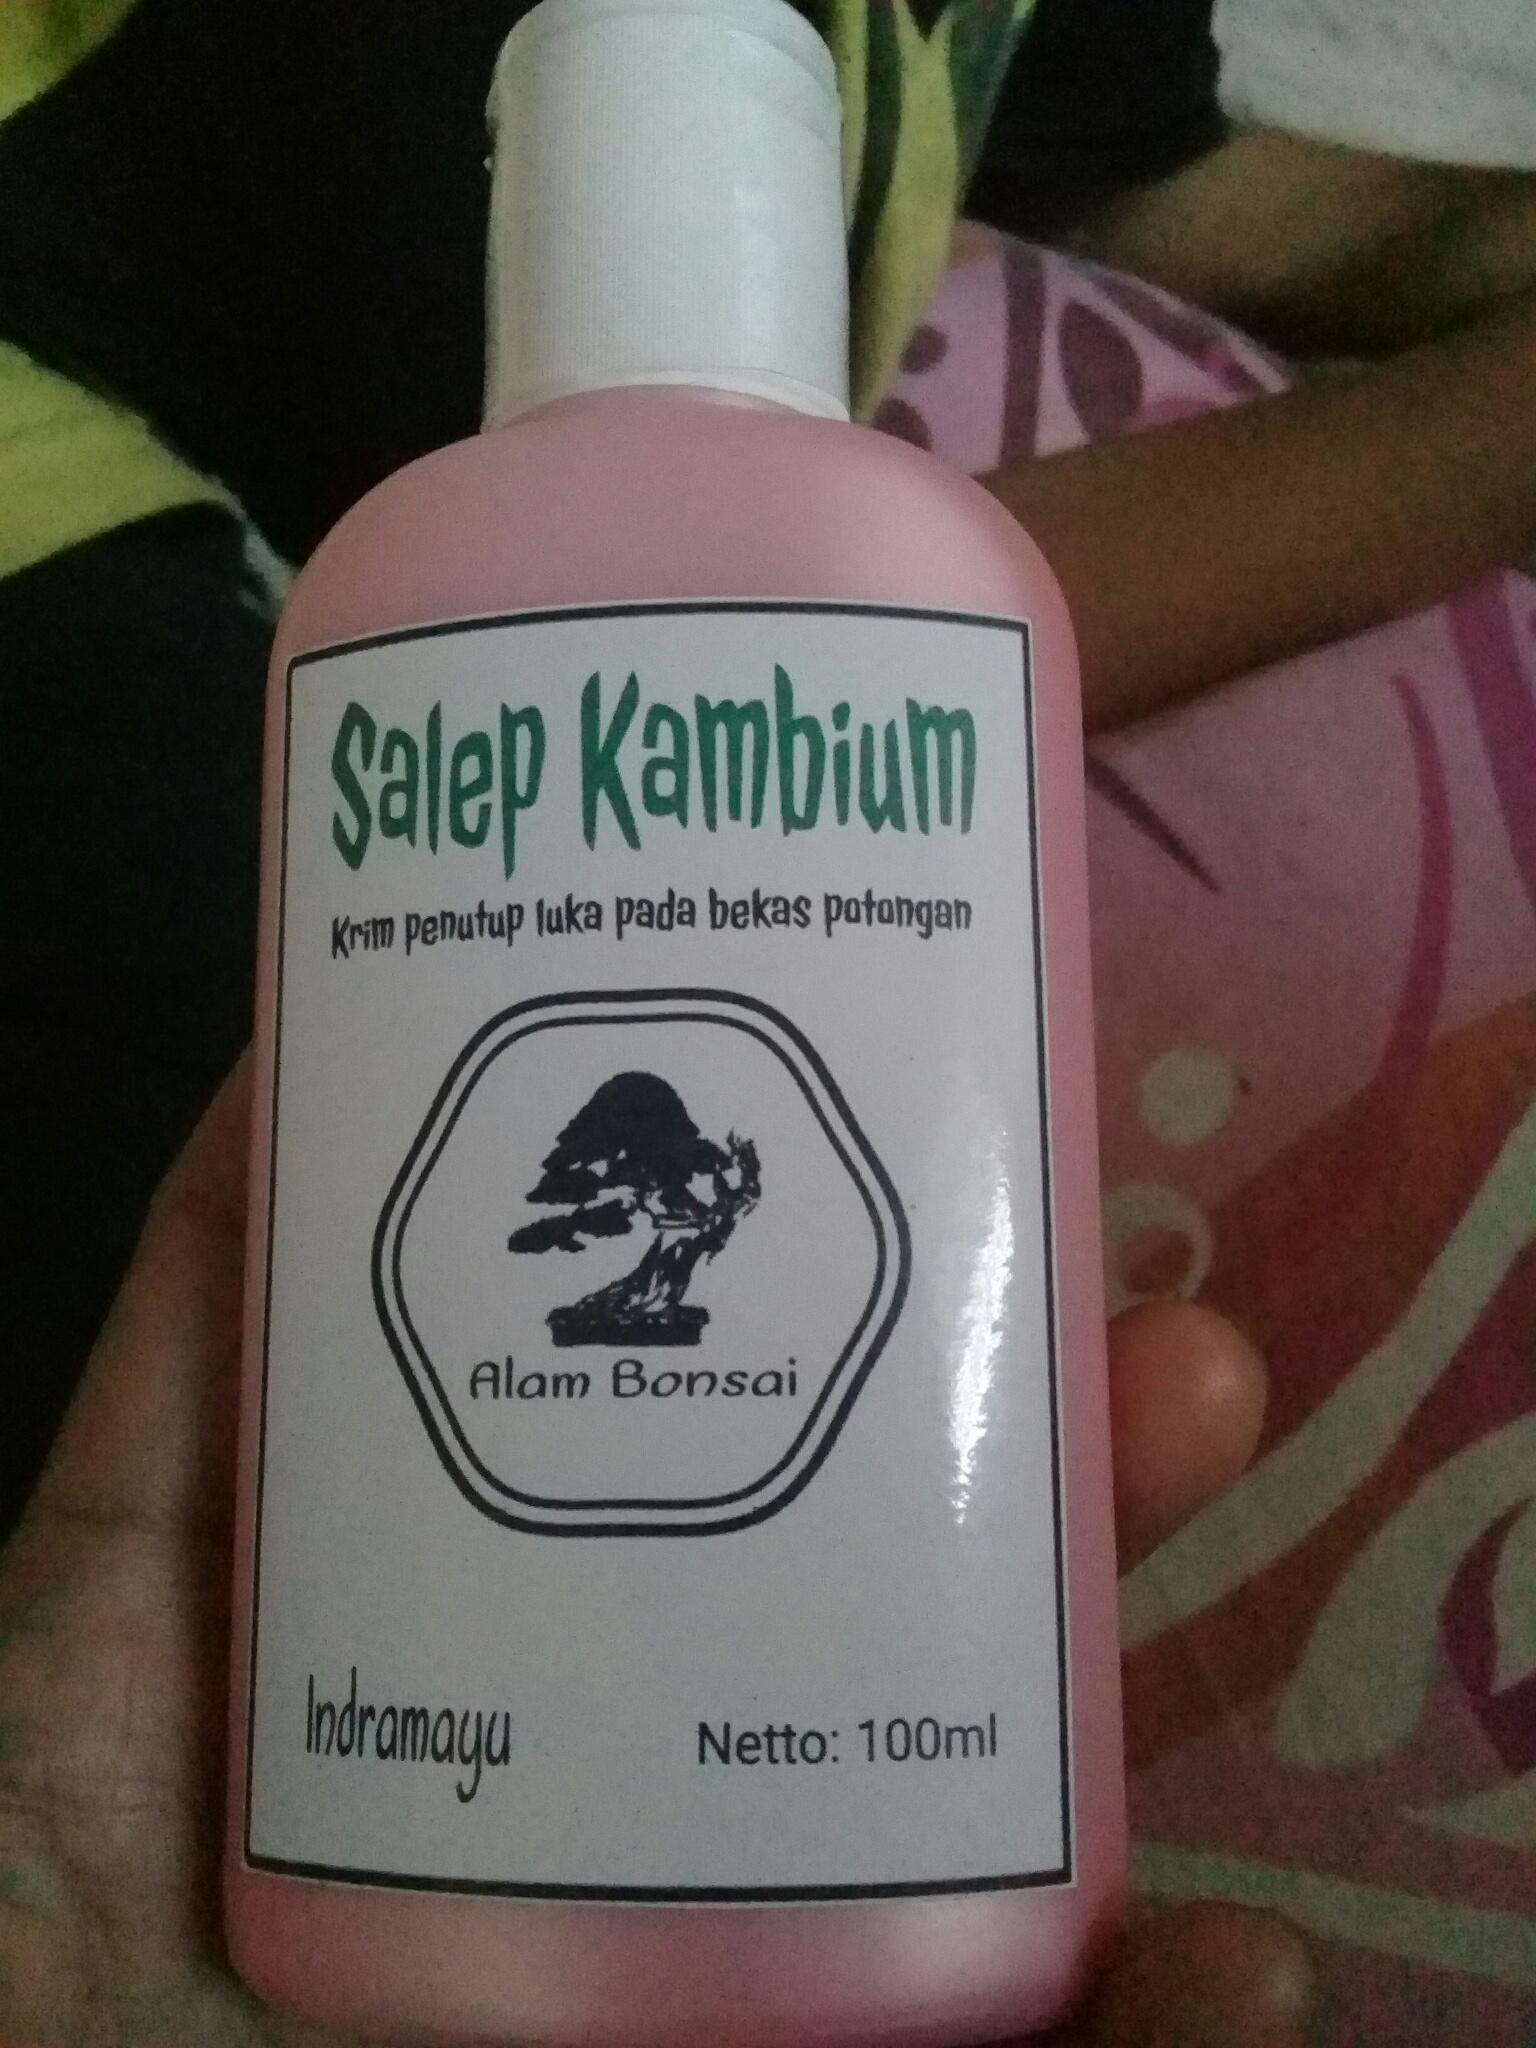 Salep Kambium
Krim penutup luka pada bekas potongan
Alam Bonsai
Indramayu
Netto: 100ml